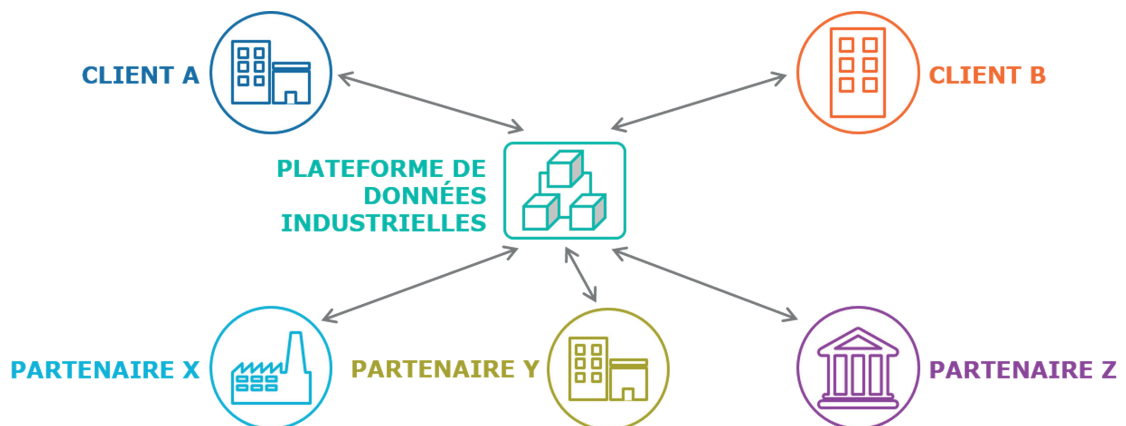 CLIENT A
CLIENT B
PLATEFORME DE
DONNÉES
INDUSTRIELLES
PARTENAIRE X
PARTENAIRE Y
PARTENAIRE Z